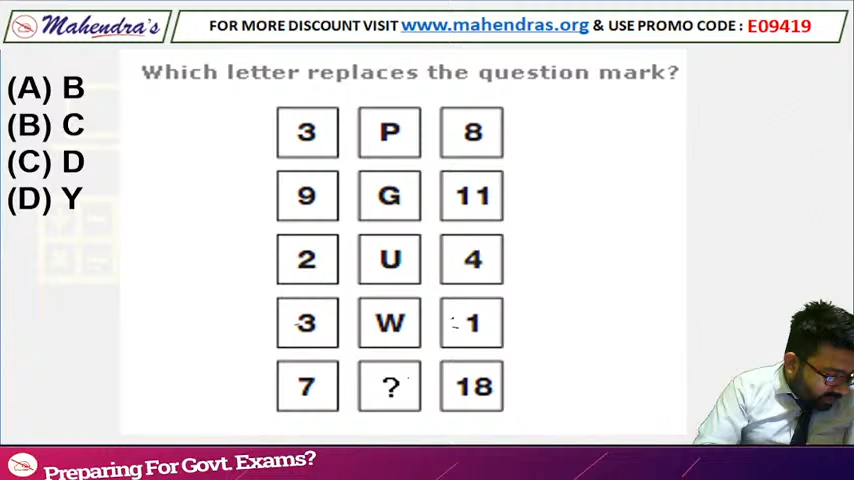 Mahendra's
FOR MORE DISCOUNT VISIT www.mahendras.org & USE PROMO CODE : E09419
Which letter replaces the question mark?
(A) B
(B) C
(C) D
(D) Y
3 P 8
9 G 11
2 U 4
3 W 1
7 ? 18
Preparing For Govt. Exams?